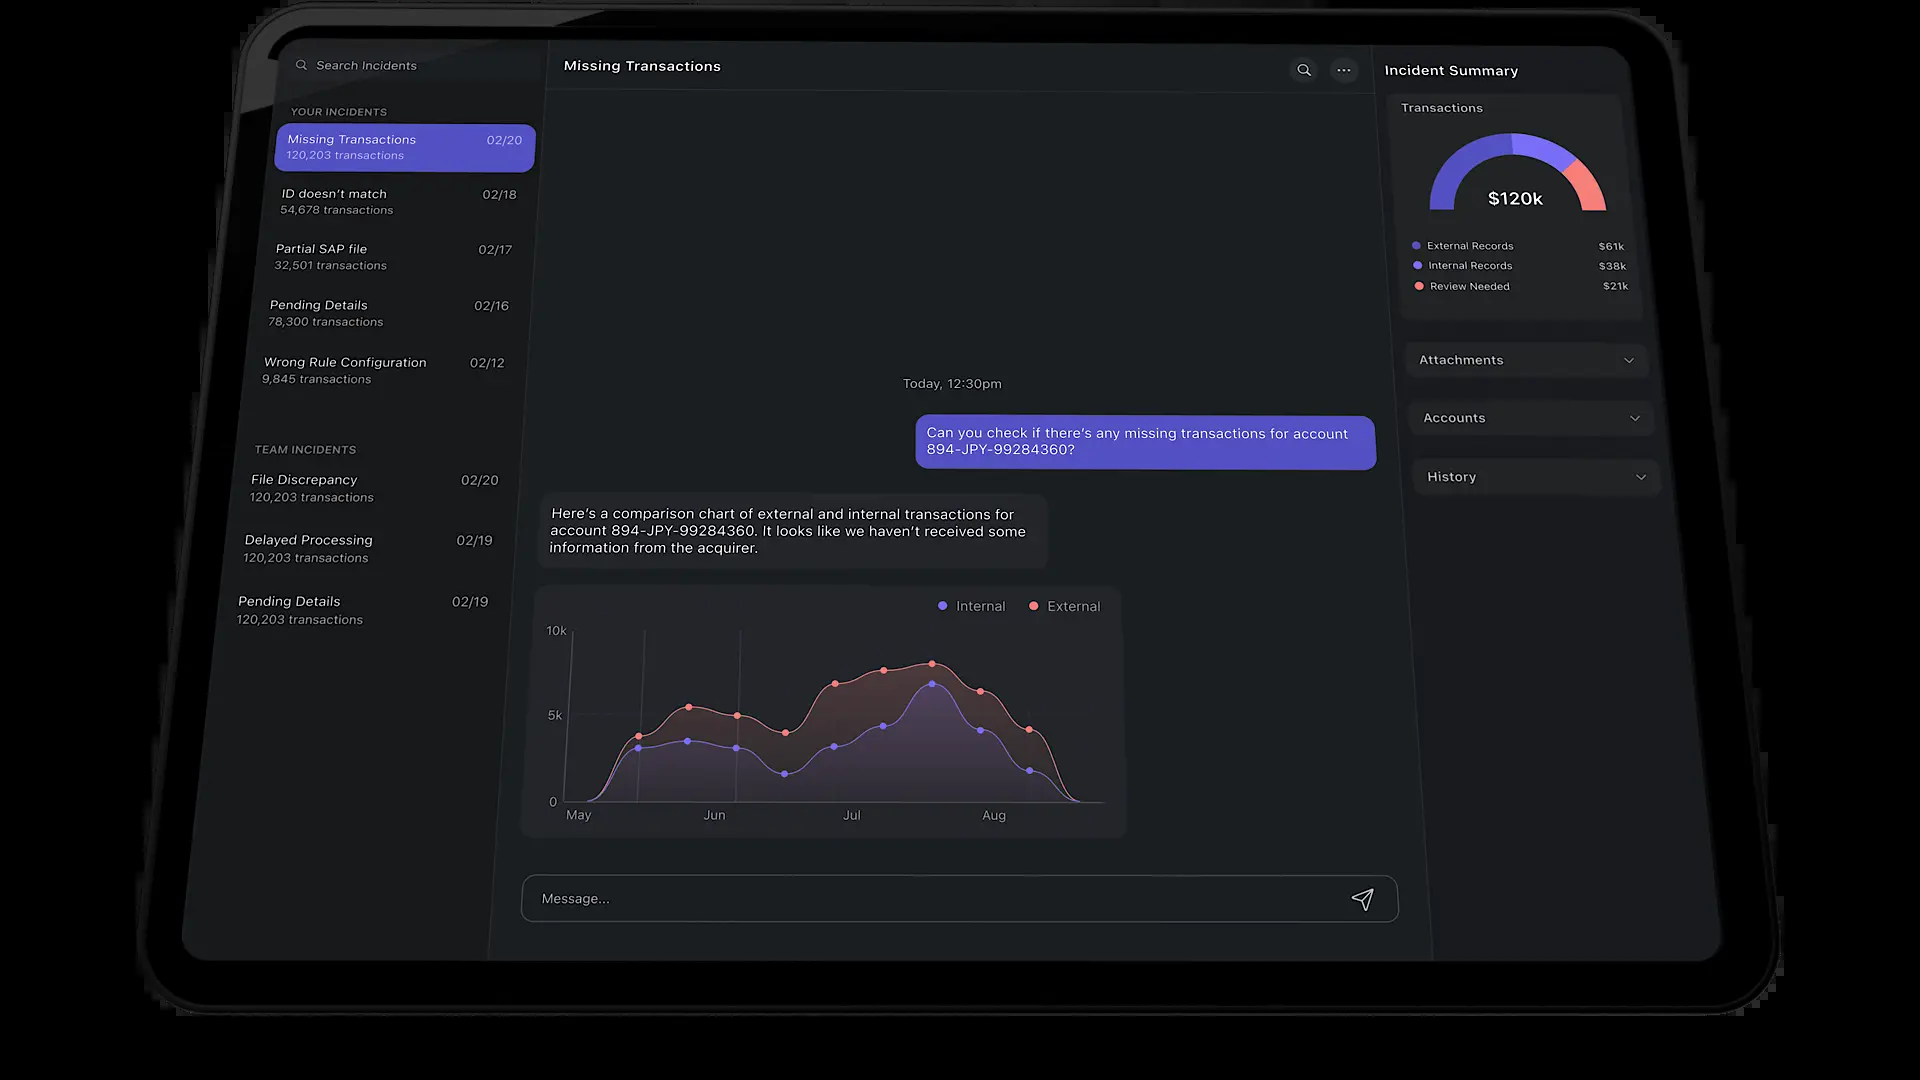 Search Incidents
YOUR INCIDENTS
Missing Transactions 02/20
120,203 transactions
ID doesn't match 02/18
54,678 transactions
Partial SAP file 02/17
32,501 transactions
Pending Details 02/16
78,300 transactions
Wrong Rule Configuration 02/12
9,845 transactions
TEAM INCIDENTS
File Discrepancy 02/20
120,203 transactions
Delayed Processing 02/19
120,203 transactions
Pending Details 02/19
120,203 transactions
Missing Transactions
Today, 12:30pm
Can you check if there's any missing transactions for account
894-JPY-99284360?
Here's a comparison chart of external and internal transactions for
account 894-JPY-99284360. It looks like we haven't received some
information from the acquirer.
Internal External
10k
5k
0
May Jun Jul Aug
Message...
Incident Summary
Transactions
$120k
External Records $61k
Internal Records $38k
Review Needed $21k
Attachments
Accounts
History